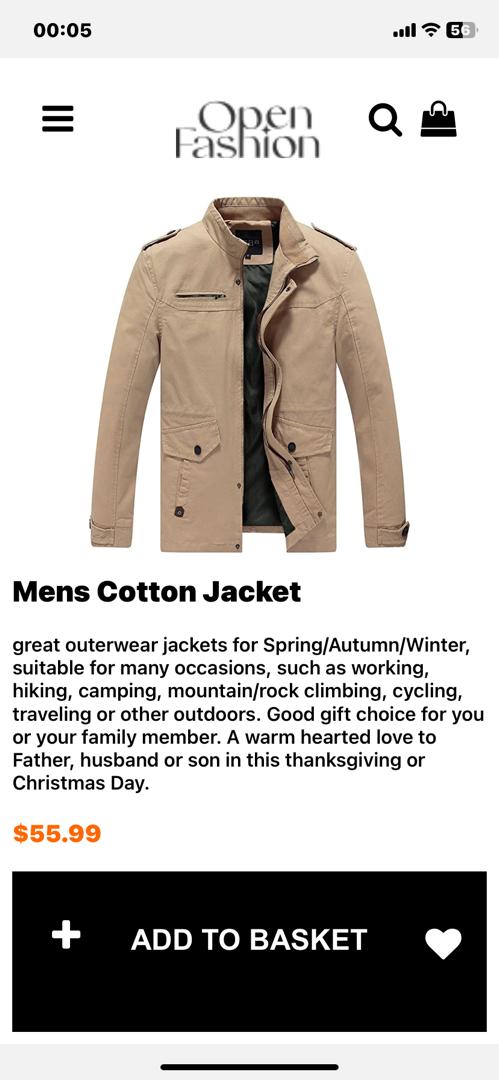 00:05
56
Open
Fashion
Mens Cotton Jacket
great outerwear jackets for Spring/Autumn/Winter,
suitable for many occasions, such as working,
hiking, camping, mountain/rock climbing, cycling,
traveling or other outdoors. Good gift choice for you
or your family member. A warm hearted love to
Father, husband or son in this thanksgiving or
Christmas Day.
$55.99
ADD TO BASKET